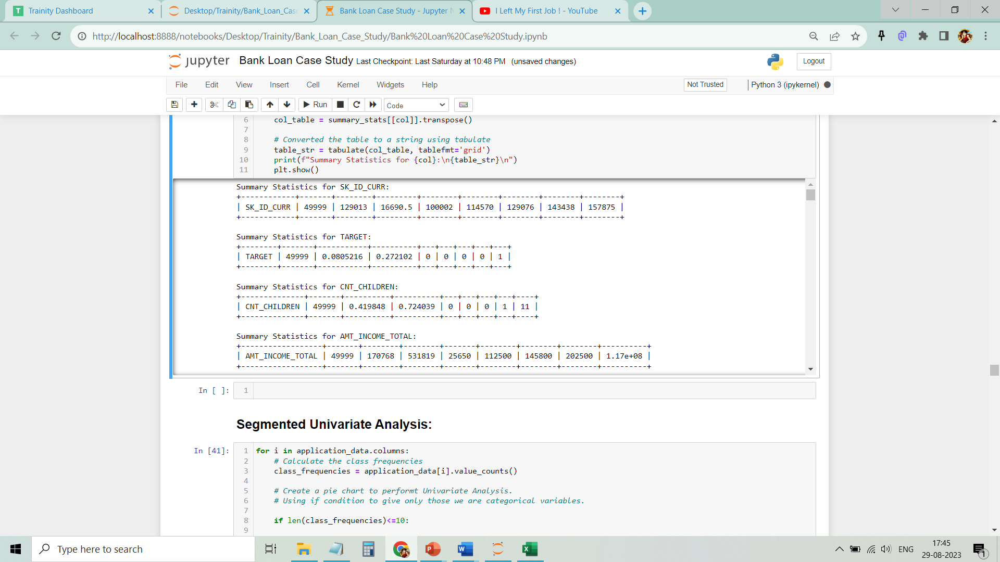 Trainity Dashboard
Desktop/Trainity/Bank_Loan_Cas
Bank Loan Case Study - Jupyter N
I Left My First Job ! - YouTube
http://localhost:8888/notebooks/Desktop/Trainity/Bank_Loan_Case_Study/Bank%20Loan%20Case%20Study.ipynb
jupyter Bank Loan Case Study Last Checkpoint: Last Saturday at 10:48 PM (unsaved changes)
Logout
File Edit View Insert Cell Kernel Widgets Help
Not Trusted
Python 3 (ipykernel)
Run
Code
6 col_table = summary_stats[[col]].transpose()
7
8 # Converted the table to a string using tabulate
9 table_str = tabulate(col_table, tablefmt='grid')
10 print(f"Summary Statistics for {col}:\n{table_str}\n")
11 plt.show()
Summary Statistics for SK_ID_CURR:
+------------+-------+--------+---------+--------+--------+--------+--------+--------+
| SK_ID_CURR | 49999 | 129013 | 16690.5 | 100002 | 114570 | 129076 | 143438 | 157875 |
+------------+-------+--------+---------+--------+--------+--------+--------+--------+
Summary Statistics for TARGET:
+--------+-------+-----------+----------+---+---+---+---+---+
| TARGET | 49999 | 0.0805216 | 0.272102 | 0 | 0 | 0 | 0 | 1 |
+--------+-------+-----------+----------+---+---+---+---+---+
Summary Statistics for CNT_CHILDREN:
+--------------+-------+----------+----------+---+---+---+---+----+
| CNT_CHILDREN | 49999 | 0.419848 | 0.724039 | 0 | 0 | 0 | 1 | 11 |
+--------------+-------+----------+----------+---+---+---+---+----+
Summary Statistics for AMT_INCOME_TOTAL:
+------------------+-------+--------+--------+-------+--------+--------+--------+----------+
| AMT_INCOME_TOTAL | 49999 | 170768 | 531819 | 25650 | 112500 | 145800 | 202500 | 1.17e+08 |
+------------------+-------+--------+--------+-------+--------+--------+--------+----------+
In [ ]: 1
Segmented Univariate Analysis:
In [41]: 1 for i in application_data.columns:
2 # Calculate the class frequencies
3 class_frequencies = application_data[i].value_counts()
4
5 # Create a pie chart to performt Univariate Analysis.
6 # Using if condition to give only those we are categorical variables.
7
8 if len(class_frequencies)<=10:
9
Type here to search
ENG
17:45
29-08-2023
1